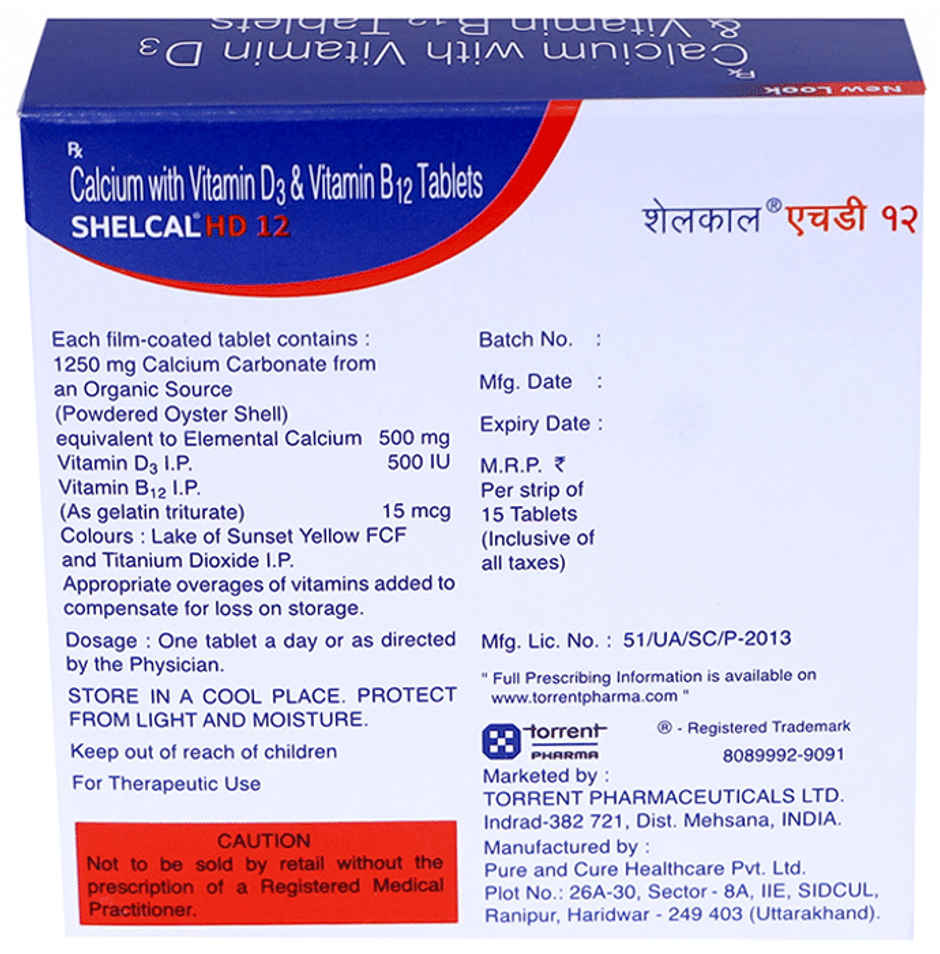 & Vitamin B12 Tablets
Rx
Calcium with Vitamin D3
New Look
Rx
Calcium with Vitamin D3 & Vitamin B12 Tablets
SHELCAL® HD 12
शेलकाल® एचडी १२
Each film-coated tablet contains :
1250 mg Calcium Carbonate from
an Organic Source
(Powdered Oyster Shell)
equivalent to Elemental Calcium 500 mg
Vitamin D3 I.P. 500 IU
Vitamin B12 I.P.
(As gelatin triturate) 15 mcg
Colours : Lake of Sunset Yellow FCF
and Titanium Dioxide I.P.
Appropriate overages of vitamins added to
compensate for loss on storage.
Dosage : One tablet a day or as directed
by the Physician.
STORE IN A COOL PLACE. PROTECT
FROM LIGHT AND MOISTURE.
Keep out of reach of children
For Therapeutic Use
CAUTION
Not to be sold by retail without the
prescription of a Registered Medical
Practitioner.
Batch No. :
Mfg. Date :
Expiry Date :
M.R.P. ₹
Per strip of
15 Tablets
(Inclusive of
all taxes)
Mfg. Lic. No. : 51/UA/SC/P-2013
" Full Prescribing Information is available on
www.torrentpharma.com "
torrent
PHARMA
® - Registered Trademark
8089992-9091
Marketed by :
TORRENT PHARMACEUTICALS LTD.
Indrad-382 721, Dist. Mehsana, INDIA.
Manufactured by :
Pure and Cure Healthcare Pvt. Ltd.
Plot No.: 26A-30, Sector - 8A, IIE, SIDCUL,
Ranipur, Haridwar - 249 403 (Uttarakhand).